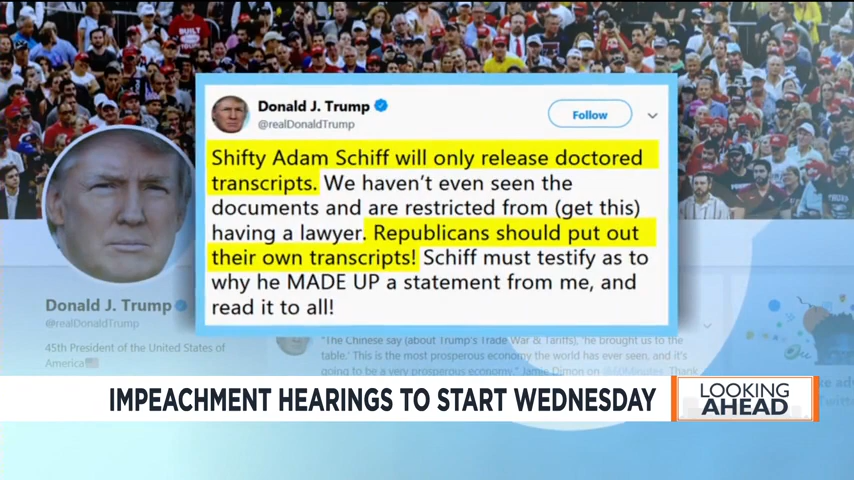 Donald J. Trump
@realDonaldTrump
Follow
Shifty Adam Schiff will only release doctored
transcripts. We haven't even seen the
documents and are restricted from (get this)
having a lawyer. Republicans should put out
their own transcripts! Schiff must testify as to
why he MADE UP a statement from me, and
read it to all!
Donald J. Trump
@realDonaldTrump
45th President of the United States of
America
"The Chinese say (about Trump's Trade War & Tariffs), 'he brought us to the
table.' This is the most prosperous economy the world has ever seen, and it's
going to be a very prosperous economy." Jamie Dimon on @60Minutes Thank
IMPEACHMENT HEARINGS TO START WEDNESDAY
LOOKING
AHEAD